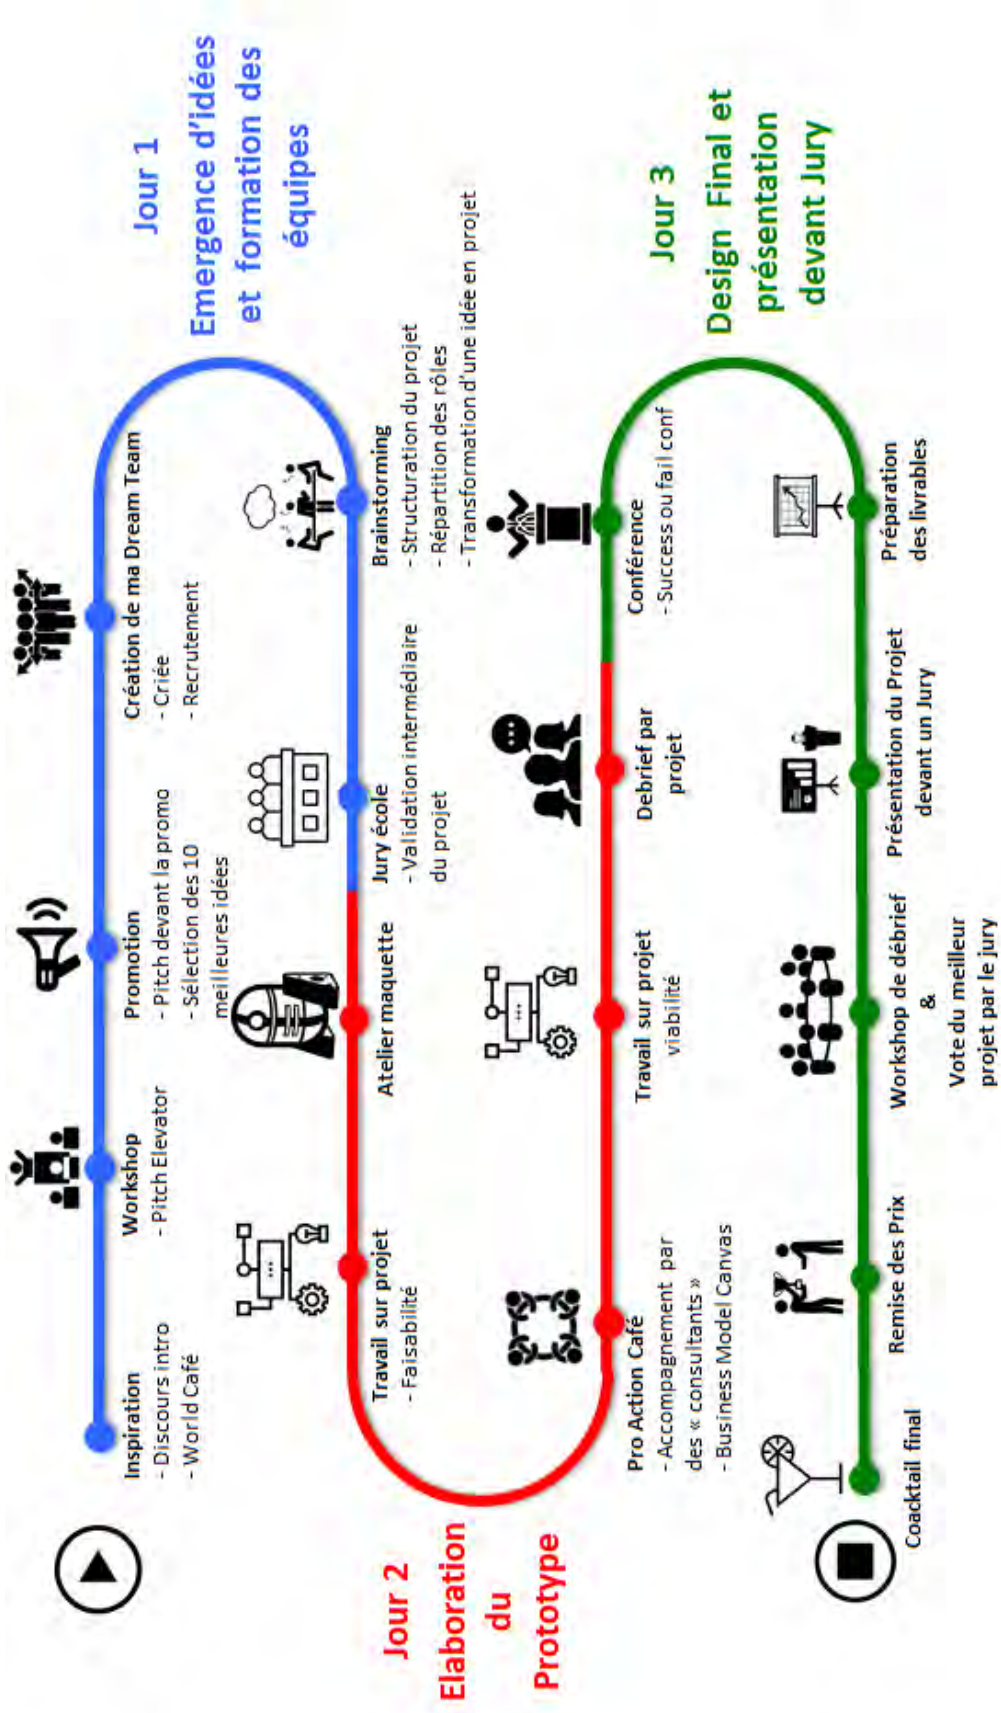 Jour 1
Emergence d'idées
et formation des
équipes
Inspiration
- Discours intro
- World Café
Workshop
- Pitch Elevator
Promotion
- Pitch devant la promo
- Sélection des 10
meilleures idées
Création de ma Dream Team
- Criée
- Recrutement
Brainstorming
- Structuration du projet
- Répartition des rôles
- Transformation d'une idée en projet
Jury école
- Validation intermédiaire
du projet
Jour 2
Elaboration
du
Prototype
Atelier maquette
Travail sur projet
- Faisabilité
Pro Action Café
- Accompagnement par
des « consultants »
- Business Model Canvas
Travail sur projet
viabilité
Debrief par
projet
Jour 3
Design Final et
présentation
devant Jury
Conférence
- Success ou fail conf
Préparation
des livrables
Présentation du Projet
devant un Jury
Workshop de débrief
&
Vote du meilleur
projet par le jury
Remise des Prix
Coacktail final